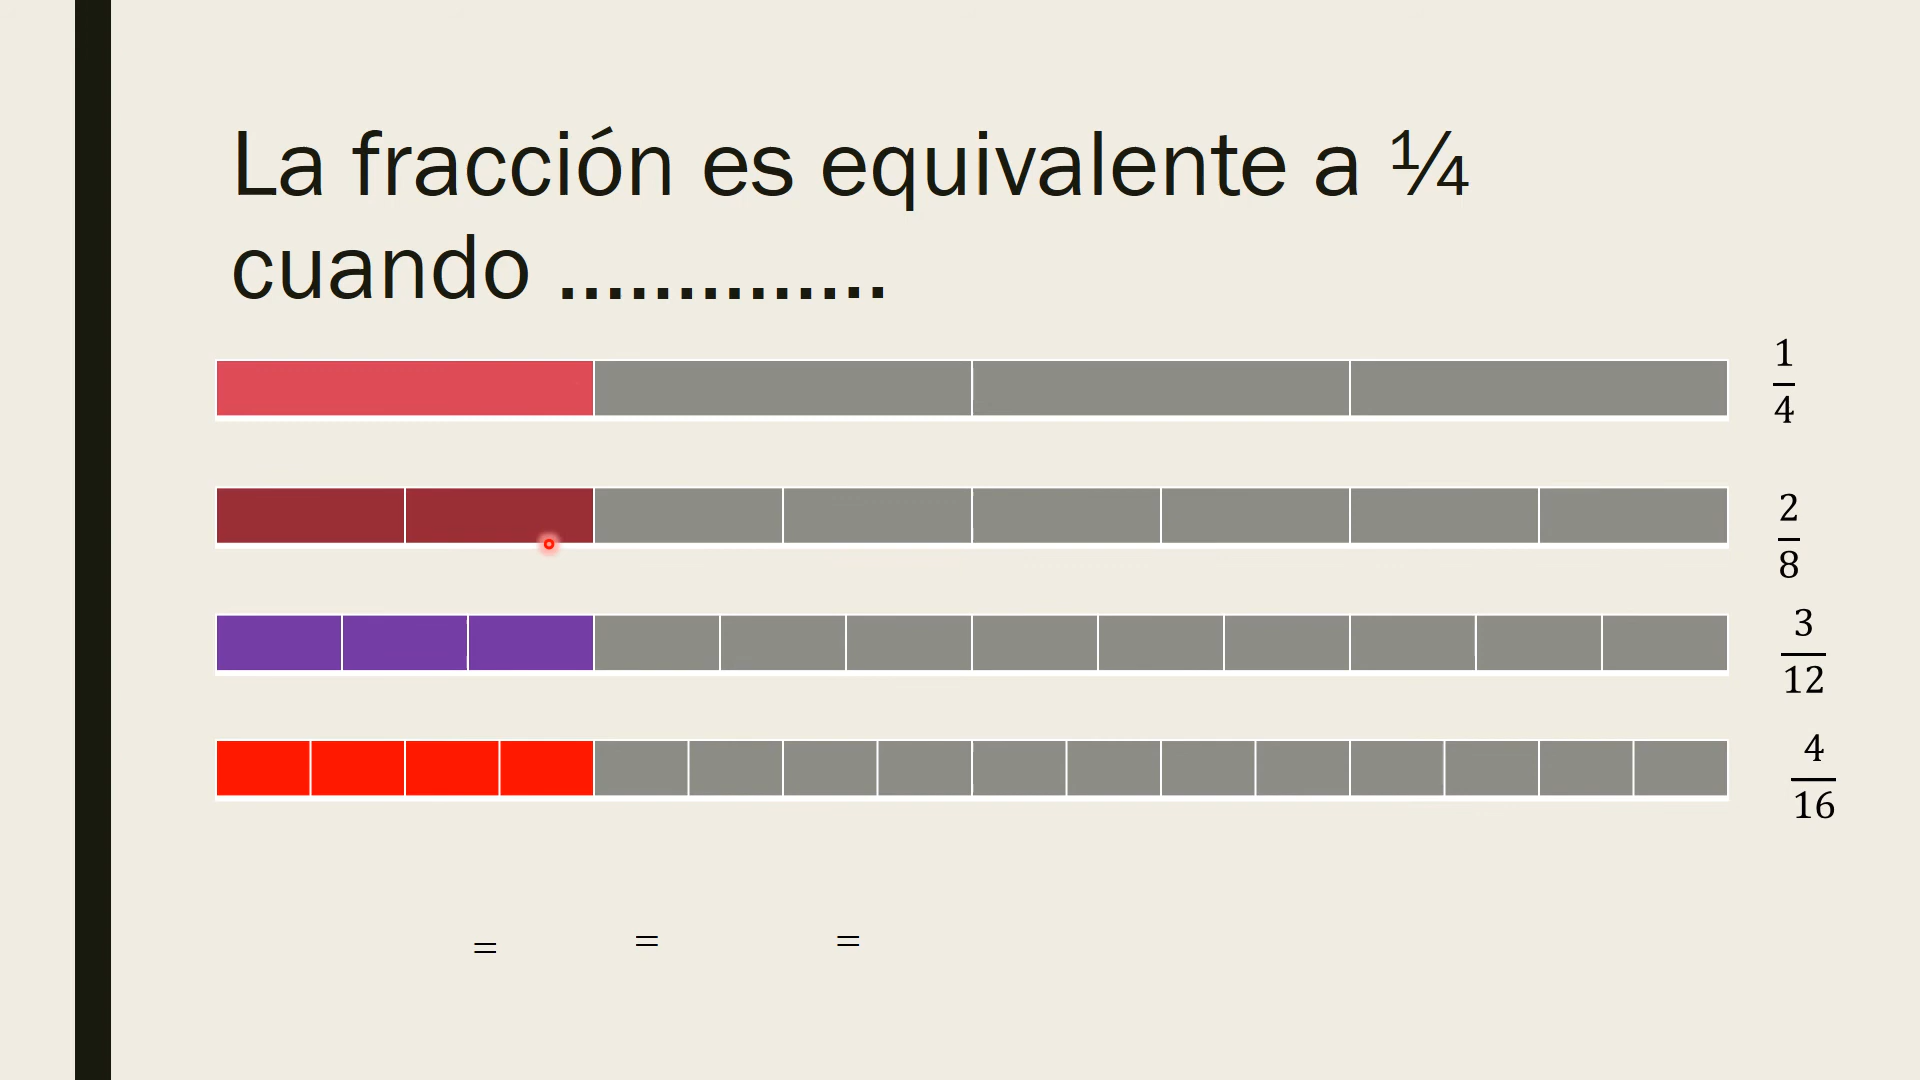 La fracción es equivalente a ¼
cuando .............
1
4
2
8
3
12
4
16
= = =